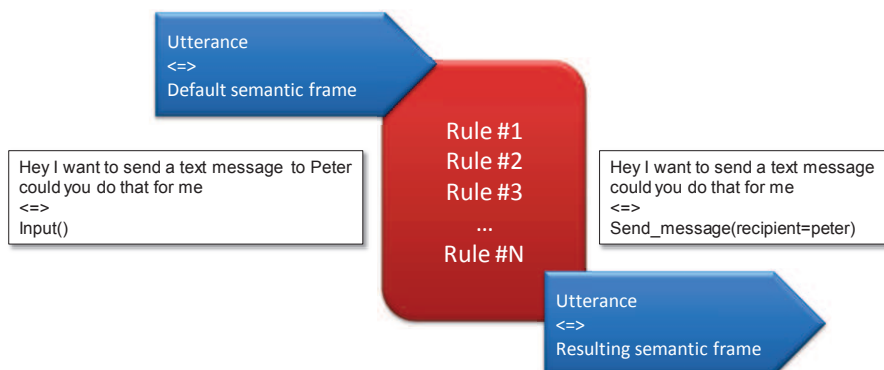 Utterance
<=>
Default semantic frame
Hey I want to send a text message to Peter
could you do that for me
<=>
Input()
Rule #1
Rule #2
Rule #3
...
Rule #N
Hey I want to send a text message
could you do that for me
<=>
Send_message(recipient=peter)
Utterance
<=>
Resulting semantic frame